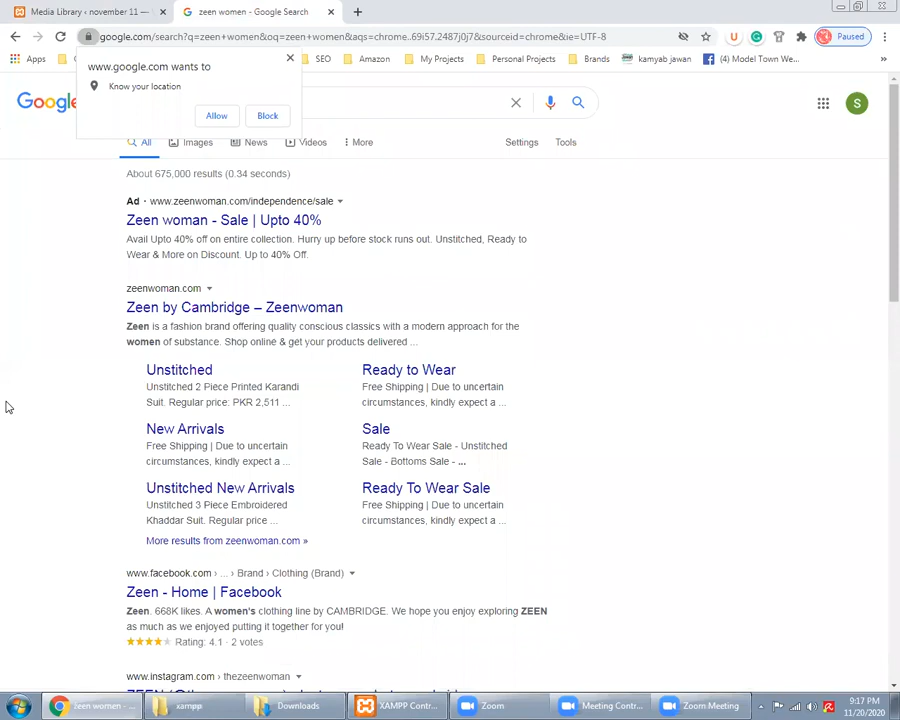 Media Library ‹ november 11 —
zeen women - Google Search
google.com/search?q=zeen+women&oq=zeen+women&aqs=chrome..69i57.2487j0j7&sourceid=chrome&ie=UTF-8
Paused
Apps
SEO
Amazon
My Projects
Personal Projects
Brands
kamyab jawan
(4) Model Town We...
www.google.com wants to
Know your location
Allow
Block
Google
All
Images
News
Videos
More
Settings
Tools
S
About 675,000 results (0.34 seconds)
Ad · www.zeenwoman.com/independence/sale
Zeen woman - Sale | Upto 40%
Avail Upto 40% off on entire collection. Hurry up before stock runs out. Unstitched, Ready to
Wear & More on Discount. Up to 40% Off.
zeenwoman.com
Zeen by Cambridge – Zeenwoman
Zeen is a fashion brand offering quality conscious classics with a modern approach for the
women of substance. Shop online & get your products delivered ...
Unstitched
Unstitched 2 Piece Printed Karandi
Suit. Regular price: PKR 2,511 ...
Ready to Wear
Free Shipping | Due to uncertain
circumstances, kindly expect a ...
New Arrivals
Free Shipping | Due to uncertain
circumstances, kindly expect a ...
Sale
Ready To Wear Sale - Unstitched
Sale - Bottoms Sale - ...
Unstitched New Arrivals
Unstitched 3 Piece Embroidered
Khaddar Suit. Regular price ...
Ready To Wear Sale
Free Shipping | Due to uncertain
circumstances, kindly expect a ...
More results from zeenwoman.com »
www.facebook.com › ... › Brand › Clothing (Brand)
Zeen - Home | Facebook
Zeen. 668K likes. A women's clothing line by CAMBRIDGE. We hope you enjoy exploring ZEEN
as much as we enjoyed putting it together for you!
Rating: 4.1 · 2 votes
www.instagram.com › thezeenwoman
zeen women - ...
xampp
Downloads
XAMPP Contr...
Zoom
Meeting Contr...
Zoom Meeting
9:17 PM
11/20/2020